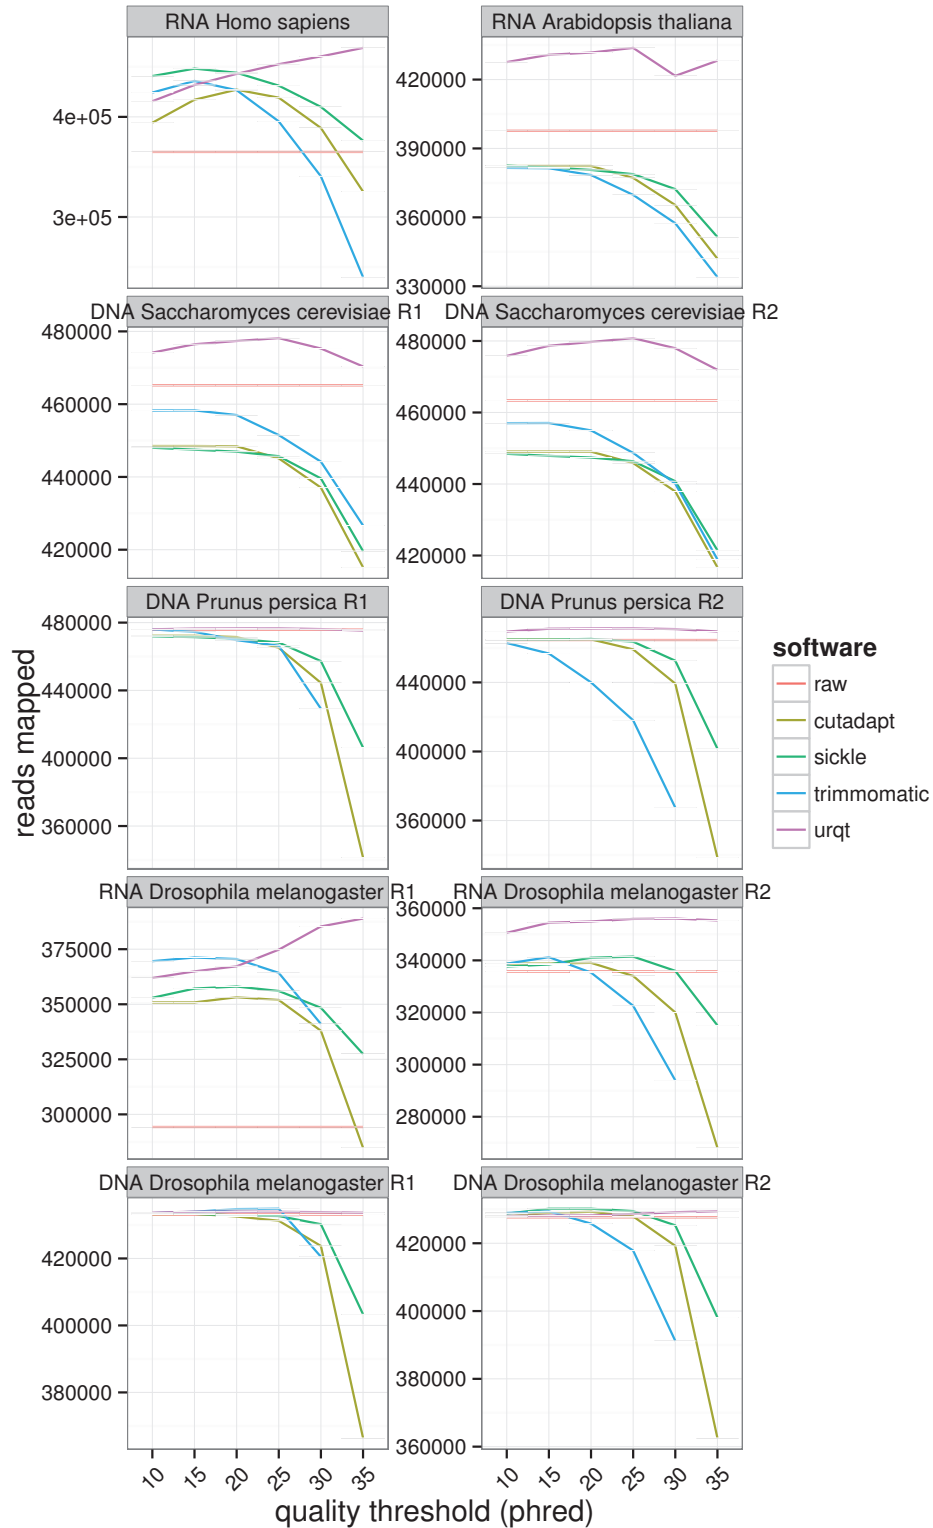 RNA Homo sapiens
RNA Arabidopsis thaliana
4e+05
3e+05
420000
390000
360000
330000
DNA Saccharomyces cerevisiae R1
DNA Saccharomyces cerevisiae R2
480000
460000
440000
420000
480000
460000
440000
420000
DNA Prunus persica R1
DNA Prunus persica R2
480000
440000
400000
360000
440000
400000
360000
RNA Drosophila melanogaster R1
RNA Drosophila melanogaster R2
375000
350000
325000
300000
360000
340000
320000
300000
280000
DNA Drosophila melanogaster R1
DNA Drosophila melanogaster R2
420000
400000
380000
420000
400000
380000
360000
10 15 20 25 30 35
10 15 20 25 30 35
quality threshold (phred)
reads mapped
software
raw
cutadapt
sickle
trimmomatic
urqt